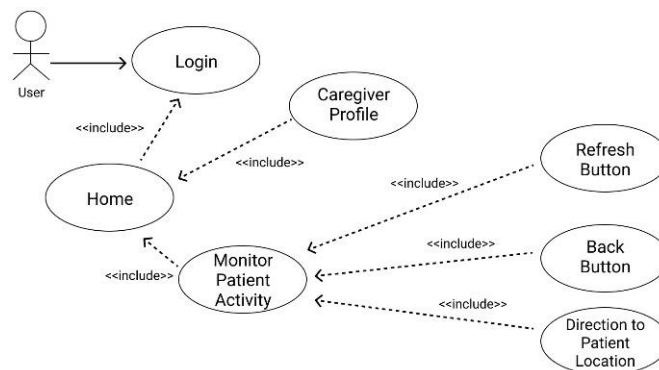 User
Login
<<include>>
Caregiver
Profile
<<include>>
Home
<<include>>
Refresh
Button
<<include>>
Monitor
Patient
Activity
<<include>>
Back
Button
<<include>>
Direction to
Patient
Location